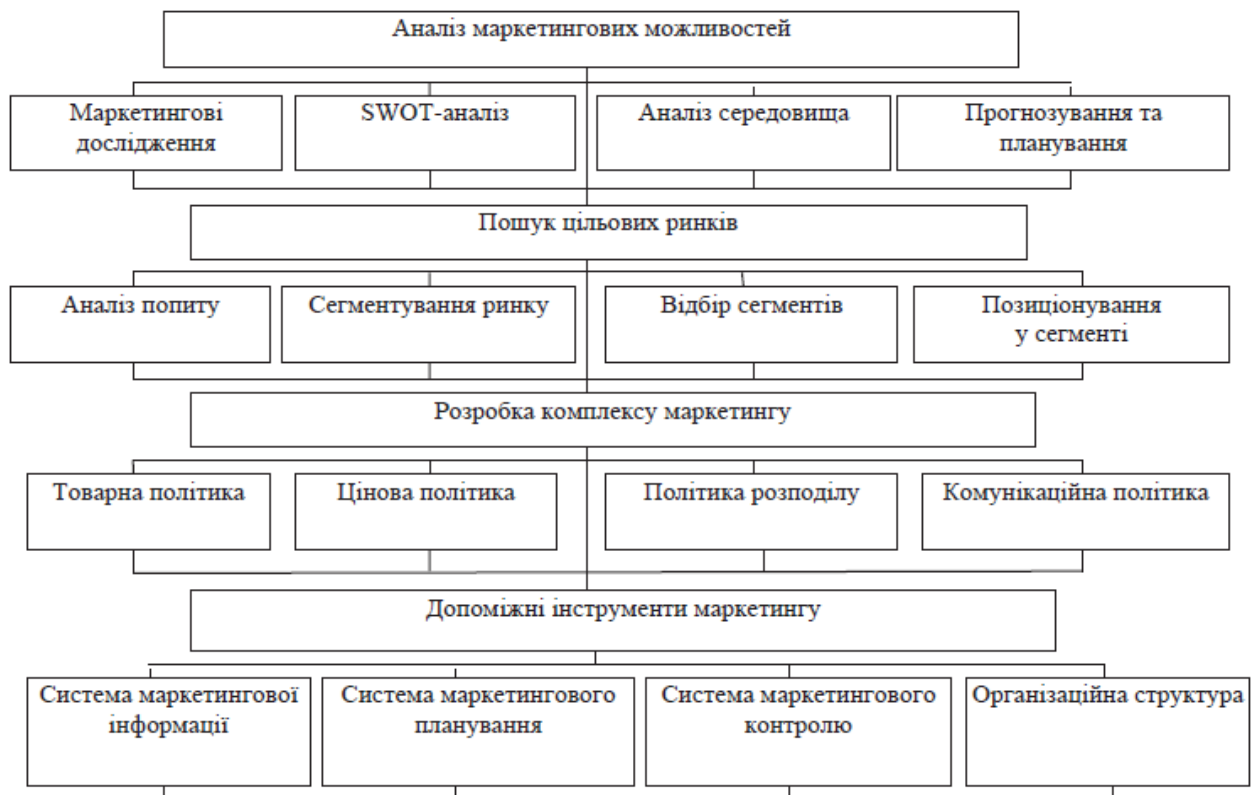 Аналіз маркетингових можливостей
Маркетингові
дослідження
SWOT-аналіз
Аналіз середовища
Прогнозування та
планування
Пошук цільових ринків
Аналіз попиту
Сегментування ринку
Відбір сегментів
Позиціонування
у сегменті
Розробка комплексу маркетингу
Товарна політика
Цінова політика
Політика розподілу
Комунікаційна політика
Допоміжні інструменти маркетингу
Система маркетингової
інформації
Система маркетингового
планування
Система маркетингового
контролю
Організаційна структура